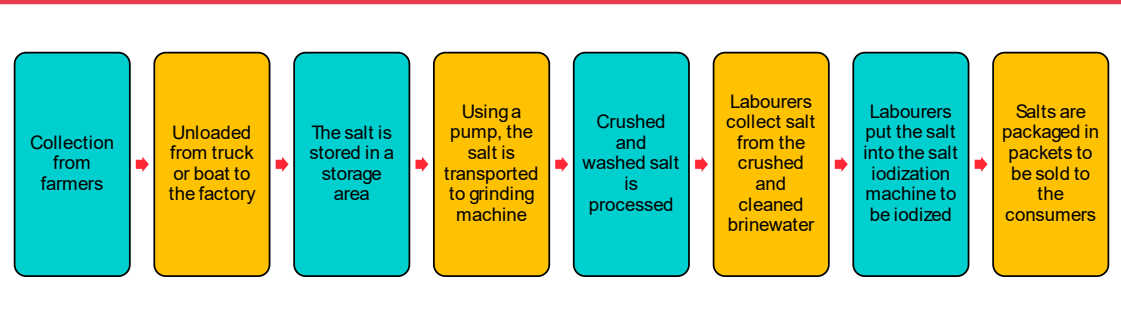 Collection
from
farmers
Unloaded
from truck
or boat to
the factory
The salt is
stored in a
storage
area
Using a
pump, the
salt is
transported
to grinding
machine
Crushed
and
washed salt
is
processed
Labourers
collect salt
from the
crushed
and
cleaned
brinewater
Labourers
put the salt
into the salt
iodization
machine to
be iodized
Salts are
packaged in
packets to
be sold to
the
consumers